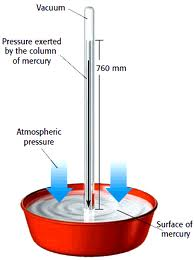 Vacuum
Pressure exerted
by the column
of mercury
760 mm
Atmospheric
pressure
Surface of
mercury